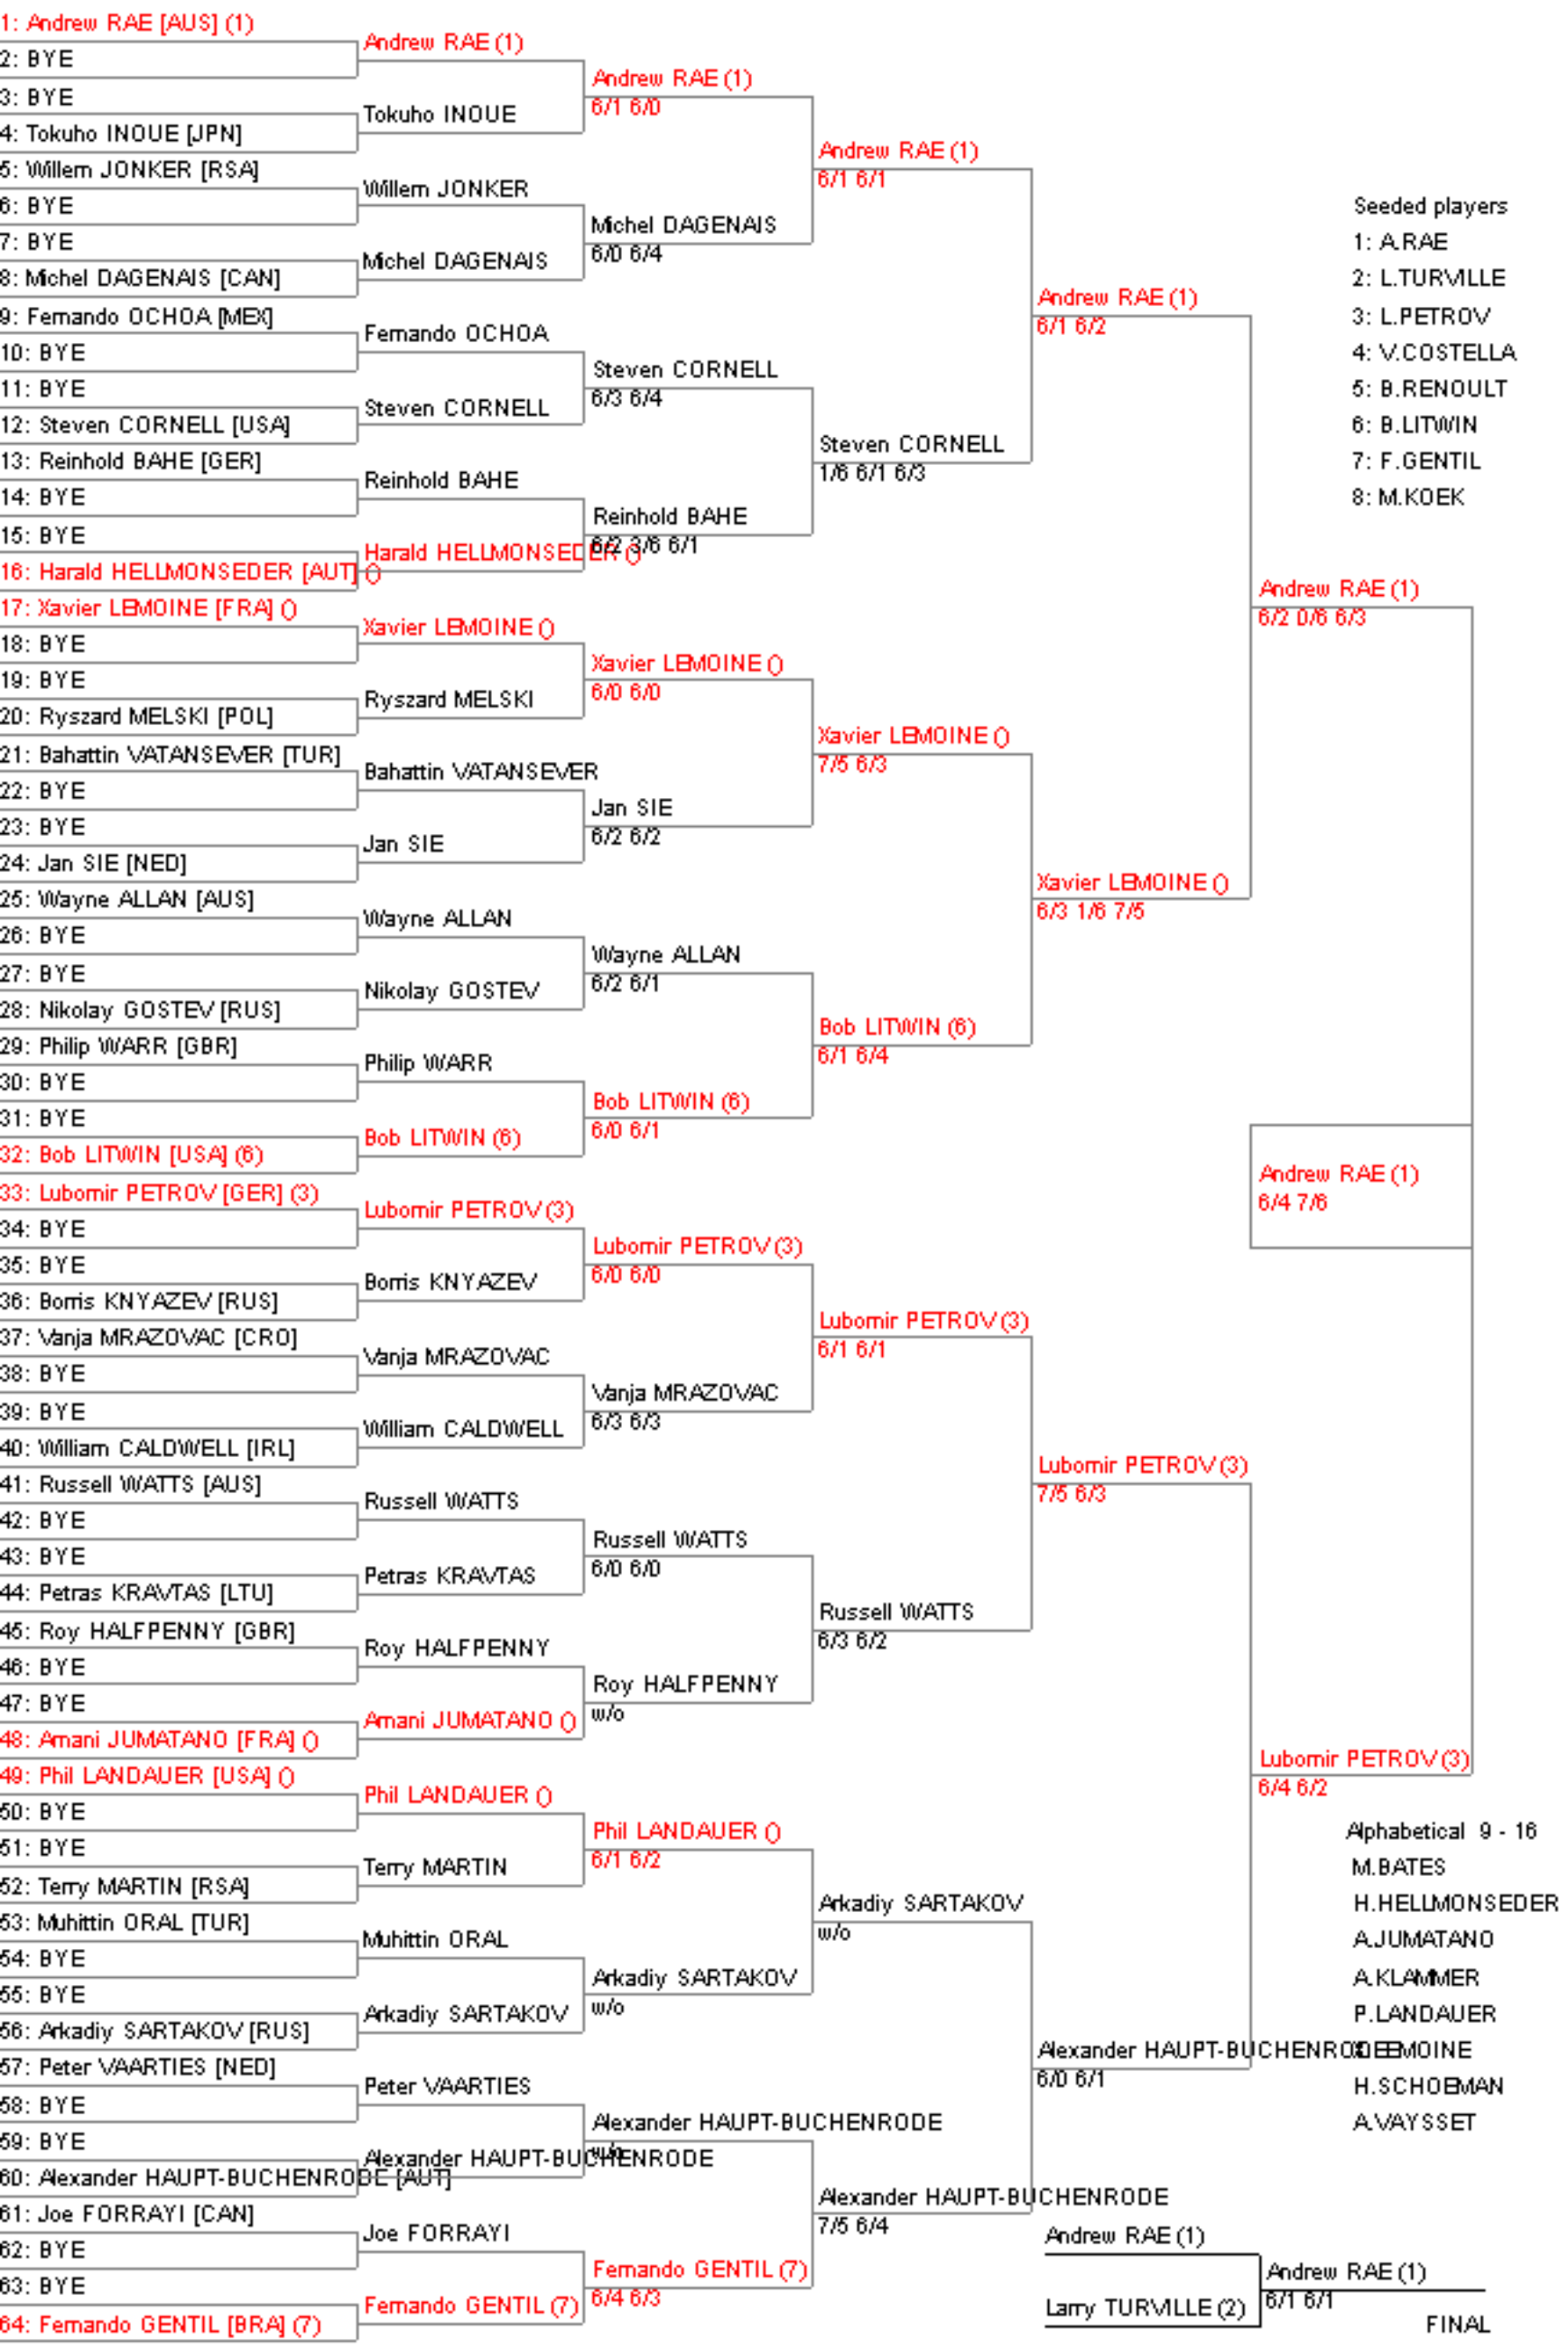 1: Andrew RAE [AUS] (1)
2: BYE
3: BYE
4: Tokuho INOUE [JPN]
5: Willem JONKER [RSA]
6: BYE
7: BYE
8: Michel DAGENAIS [CAN]
9: Fernando OCHOA [MEX]
10: BYE
11: BYE
12: Steven CORNELL [USA]
13: Reinhold BAHE [GER]
14: BYE
15: BYE
16: Harald HELLMONSEDER [AUT] ()
17: Xavier LEMOINE [FRA] ()
18: BYE
19: BYE
20: Ryszard MELSKI [POL]
21: Bahattin VATANSEVER [TUR]
22: BYE
23: BYE
24: Jan SIE [NED]
25: Wayne ALLAN [AUS]
26: BYE
27: BYE
28: Nikolay GOSTEV [RUS]
29: Philip WARR [GBR]
30: BYE
31: BYE
32: Bob LITWIN [USA] (6)
33: Lubomir PETROV [GER] (3)
34: BYE
35: BYE
36: Borris KNYAZEV [RUS]
37: Vanja MRAZOVAC [CRO]
38: BYE
39: BYE
40: William CALDWELL [IRL]
41: Russell WATTS [AUS]
42: BYE
43: BYE
44: Petras KRAVTAS [LTU]
45: Roy HALFPENNY [GBR]
46: BYE
47: BYE
48: Amani JUMATANO [FRA] ()
49: Phil LANDAUER [USA] ()
50: BYE
51: BYE
52: Terry MARTIN [RSA]
53: Muhittin ORAL [TUR]
54: BYE
55: BYE
56: Arkadiy SARTAKOV [RUS]
57: Peter VAARTIES [NED]
58: BYE
59: BYE
60: Alexander HAUPT-BUCHENRODE [AUT]
61: Joe FORRAYI [CAN]
62: BYE
63: BYE
64: Fernando GENTIL [BRA] (7)
Andrew RAE (1)
Tokuho INOUE
Willem JONKER
Michel DAGENAIS
Fernando OCHOA
Steven CORNELL
Reinhold BAHE
Harald HELLMONSEDER ()
Xavier LEMOINE ()
Ryszard MELSKI
Bahattin VATANSEVER
Jan SIE
Wayne ALLAN
Nikolay GOSTEV
Philip WARR
Bob LITWIN (6)
Lubomir PETROV (3)
Borris KNYAZEV
Vanja MRAZOVAC
William CALDWELL
Russell WATTS
Petras KRAVTAS
Roy HALFPENNY
Amani JUMATANO ()
Phil LANDAUER ()
Terry MARTIN
Muhittin ORAL
Arkadiy SARTAKOV
Peter VAARTIES
Alexander HAUPT-BUCHENRODE
Joe FORRAYI
Fernando GENTIL (7)
Andrew RAE (1)
6/1 6/0
Michel DAGENAIS
6/0 6/4
Steven CORNELL
6/3 6/4
Reinhold BAHE
6/2 3/6 6/1
Xavier LEMOINE ()
6/0 6/0
Jan SIE
6/2 6/2
Wayne ALLAN
6/2 6/1
Bob LITWIN (6)
6/0 6/1
Lubomir PETROV (3)
6/0 6/0
Vanja MRAZOVAC
6/3 6/3
Russell WATTS
6/0 6/0
Roy HALFPENNY
w/o
Phil LANDAUER ()
6/1 6/2
Arkadiy SARTAKOV
w/o
Alexander HAUPT-BUCHENRODE
w/o
Fernando GENTIL (7)
6/4 6/3
Andrew RAE (1)
6/1 6/1
Steven CORNELL
1/6 6/1 6/3
Xavier LEMOINE ()
7/5 6/3
Bob LITWIN (6)
6/1 6/4
Lubomir PETROV (3)
6/1 6/1
Russell WATTS
6/3 6/2
Arkadiy SARTAKOV
w/o
Alexander HAUPT-BUCHENRODE
7/5 6/4
Andrew RAE (1)
6/1 6/2
Xavier LEMOINE ()
6/3 1/6 7/5
Lubomir PETROV (3)
7/5 6/3
Alexander HAUPT-BUCHENRODE
6/0 6/1
Andrew RAE (1)
6/2 0/6 6/3
Andrew RAE (1)
6/4 7/6
Lubomir PETROV (3)
6/4 6/2
Seeded players
1: A.RAE
2: L.TURVILLE
3: L.PETROV
4: V.COSTELLA
5: B.RENOULT
6: B.LITWIN
7: F.GENTIL
8: M.KOEK
Alphabetical 9 - 16
M.BATES
H.HELLMONSEDER
A.JUMATANO
A.KLAMMER
P.LANDAUER
X.LEMOINE
H.SCHOEMAN
A.VAYSSET
Andrew RAE (1)
Larry TURVILLE (2)
Andrew RAE (1)
6/1 6/1
FINAL